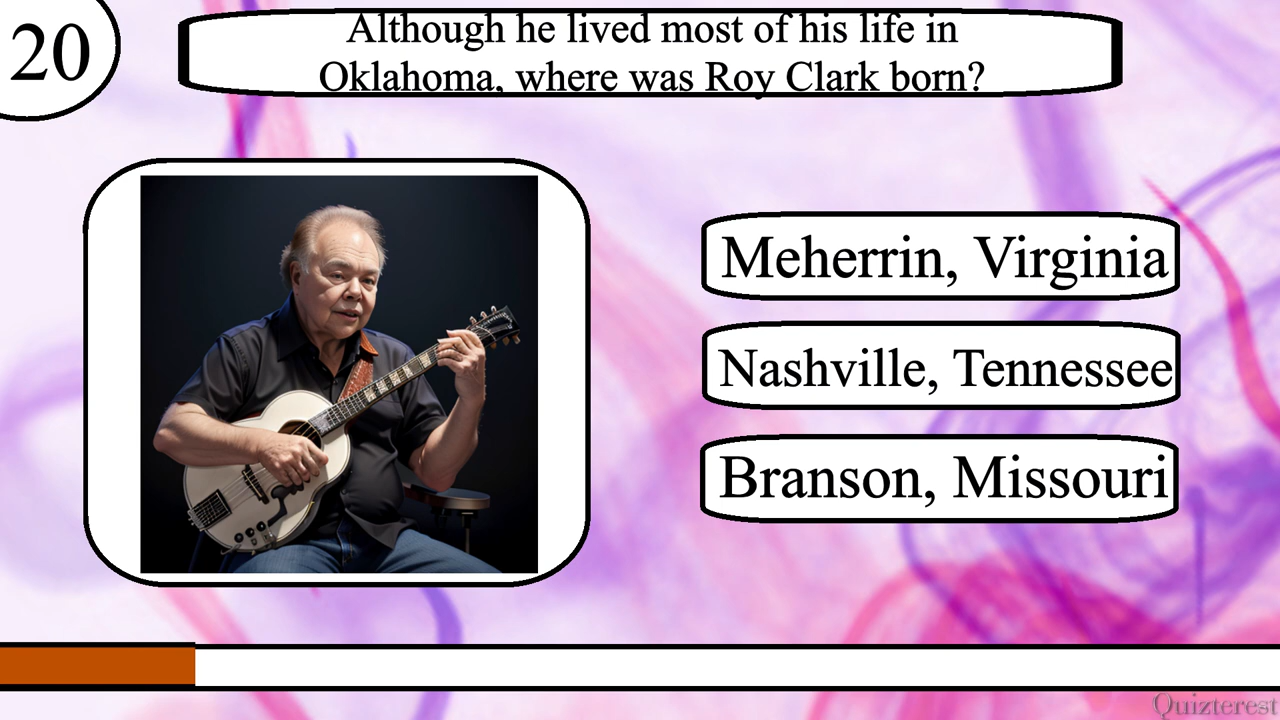 20
Although he lived most of his life in
Oklahoma, where was Roy Clark born?
Meherrin, Virginia
Nashville, Tennessee
Branson, Missouri
Quizterest